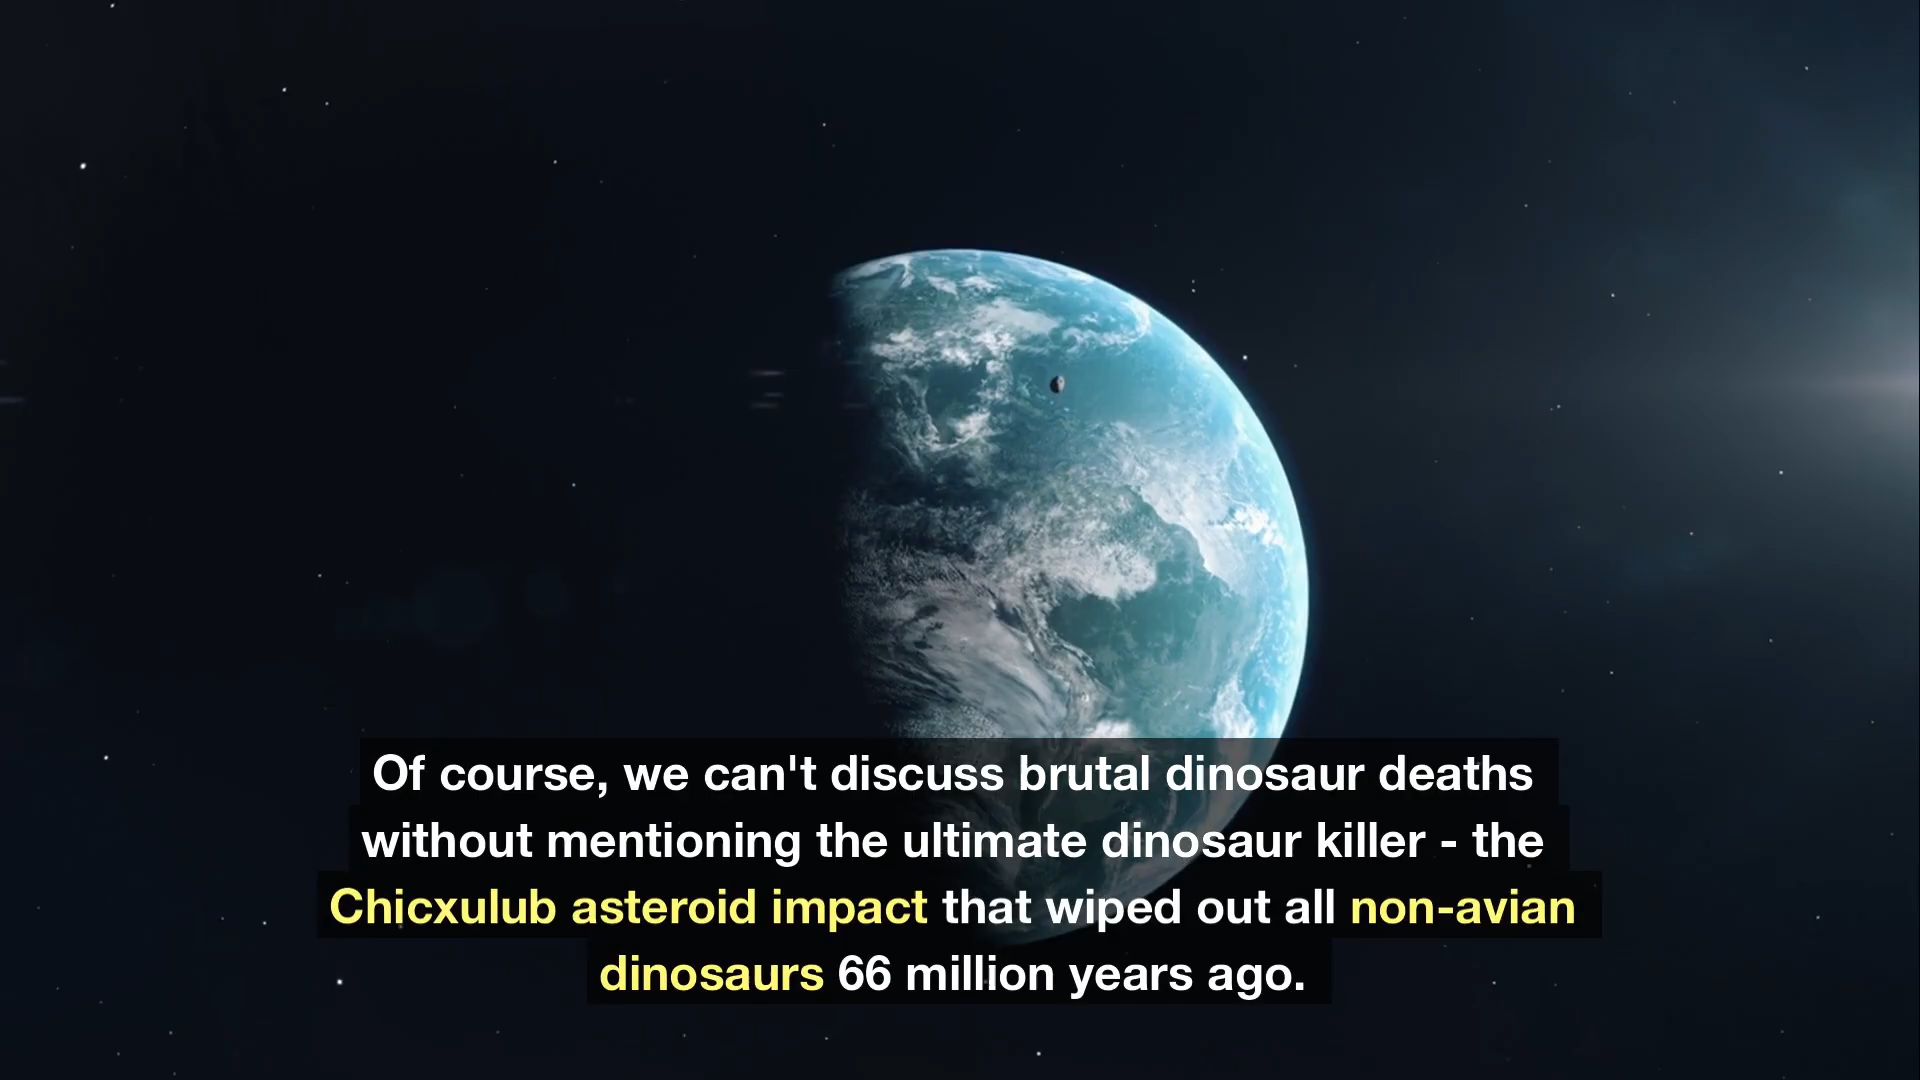 Of course, we can't discuss brutal dinosaur deaths
without mentioning the ultimate dinosaur killer - the
Chicxulub asteroid impact that wiped out all non-avian
dinosaurs 66 million years ago.